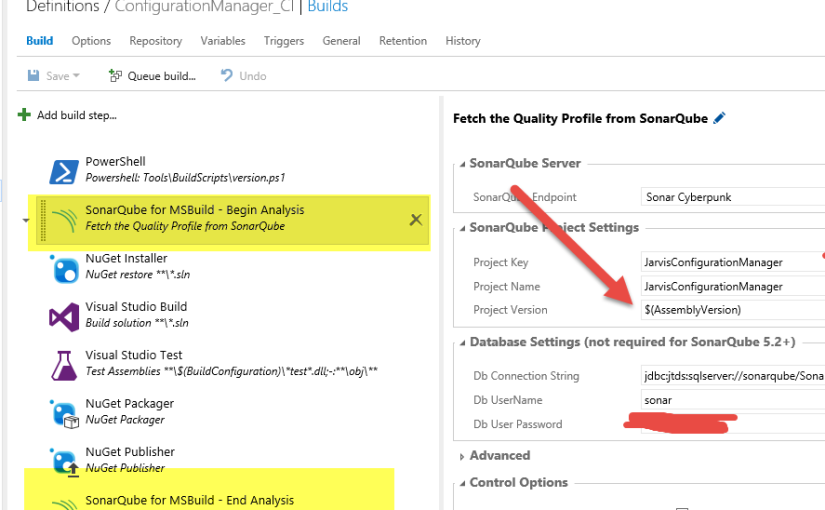 Definitions / ConfigurationManager_CI | Builds
Build Options Repository Variables Triggers General Retention History
Save Queue build... Undo
Add build step...
PowerShell
Powershell: Tools\BuildScripts\version.ps1
SonarQube for MSBuild - Begin Analysis
Fetch the Quality Profile from SonarQube
NuGet Installer
NuGet restore **\*.sln
Visual Studio Build
Build solution **\*.sln
Visual Studio Test
Test Assemblies **\$(BuildConfiguration)\*test*.dll;-:**\obj\**
NuGet Packager
NuGet Packager
NuGet Publisher
NuGet Publisher
SonarQube for MSBuild - End Analysis
Fetch the Quality Profile from SonarQube
SonarQube Server
SonarQube Endpoint Sonar Cyberpunk
SonarQube Project Settings
Project Key JarvisConfigurationManager
Project Name JarvisConfigurationManager
Project Version $(AssemblyVersion)
Database Settings (not required for SonarQube 5.2+)
Db Connection String jdbc:jtds:sqlserver://sonarqube/Sona
Db UserName sonar
Db User Password
Advanced
Control Options